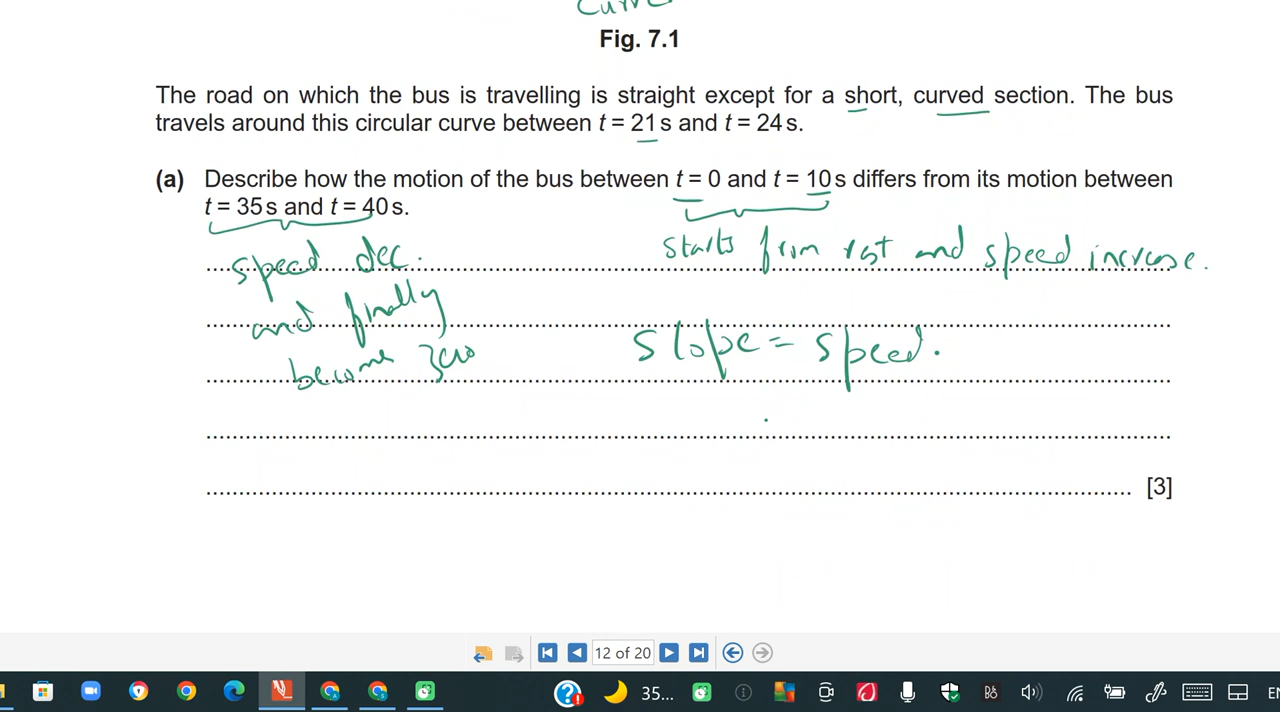 Curve
Fig. 7.1
The road on which the bus is travelling is straight except for a short, curved section. The bus
travels around this circular curve between t = 21 s and t = 24 s.
(a) Describe how the motion of the bus between t = 0 and t = 10 s differs from its motion between
t = 35 s and t = 40 s.
starts from rest and speed increase.
speed dec.
and finally
become zero
slope = speed.
[3]
12 of 20
35...
EN